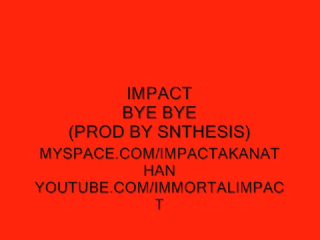 IMPACT
BYE BYE
(PROD BY SNTHESIS)
MYSPACE.COM/IMPACTAKANAT
HAN
YOUTUBE.COM/IMMORTALIMPAC
T